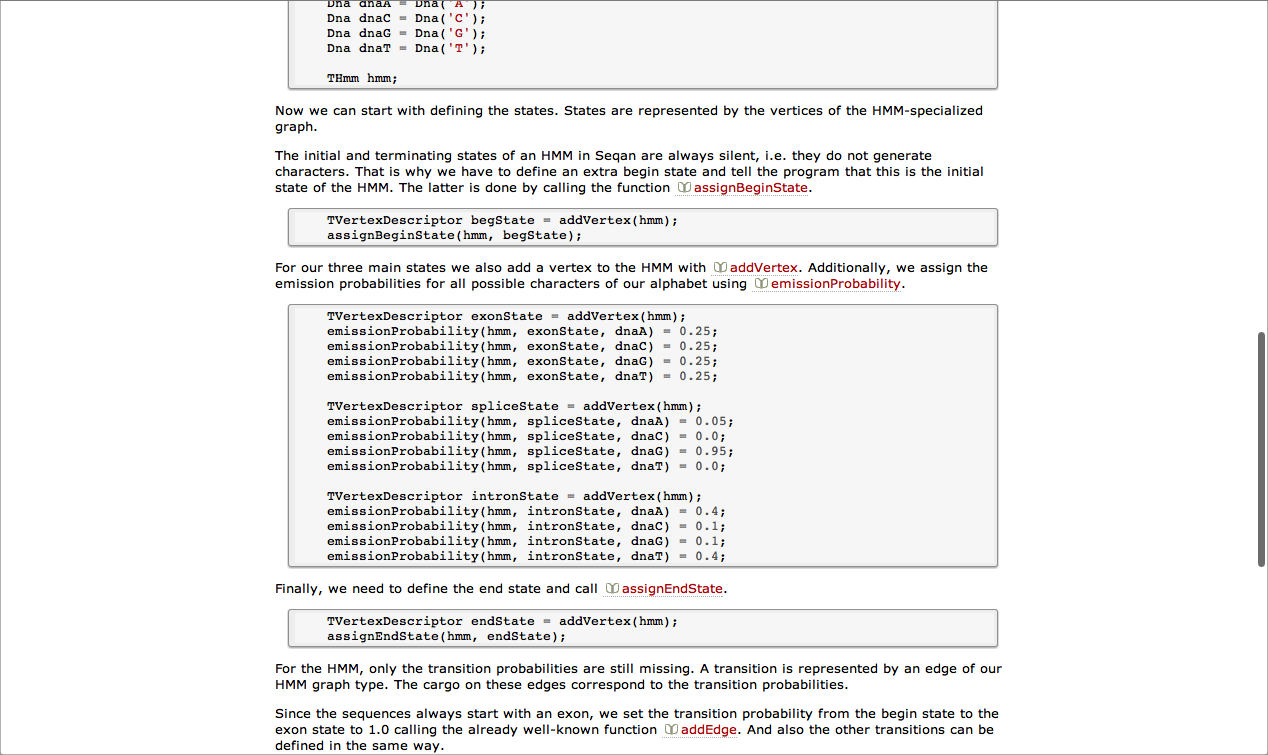 Dna dnaA = Dna('A');
Dna dnaC = Dna('C');
Dna dnaG = Dna('G');
Dna dnaT = Dna('T');
THmm hmm;
Now we can start with defining the states. States are represented by the vertices of the HMM-specialized
graph.
The initial and terminating states of an HMM in Seqan are always silent, i.e. they do not generate
characters. That is why we have to define an extra begin state and tell the program that this is the initial
state of the HMM. The latter is done by calling the function assignBeginState.
TVertexDescriptor begState = addVertex(hmm);
assignBeginState(hmm, begState);
For our three main states we also add a vertex to the HMM with addVertex. Additionally, we assign the
emission probabilities for all possible characters of our alphabet using emissionProbability.
TVertexDescriptor exonState = addVertex(hmm);
emissionProbability(hmm, exonState, dnaA) = 0.25;
emissionProbability(hmm, exonState, dnaC) = 0.25;
emissionProbability(hmm, exonState, dnaG) = 0.25;
emissionProbability(hmm, exonState, dnaT) = 0.25;
TVertexDescriptor spliceState = addVertex(hmm);
emissionProbability(hmm, spliceState, dnaA) = 0.05;
emissionProbability(hmm, spliceState, dnaC) = 0.0;
emissionProbability(hmm, spliceState, dnaG) = 0.95;
emissionProbability(hmm, spliceState, dnaT) = 0.0;
TVertexDescriptor intronState = addVertex(hmm);
emissionProbability(hmm, intronState, dnaA) = 0.4;
emissionProbability(hmm, intronState, dnaC) = 0.1;
emissionProbability(hmm, intronState, dnaG) = 0.1;
emissionProbability(hmm, intronState, dnaT) = 0.4;
Finally, we need to define the end state and call assignEndState.
TVertexDescriptor endState = addVertex(hmm);
assignEndState(hmm, endState);
For the HMM, only the transition probabilities are still missing. A transition is represented by an edge of our
HMM graph type. The cargo on these edges correspond to the transition probabilities.
Since the sequences always start with an exon, we set the transition probability from the begin state to the
exon state to 1.0 calling the already well-known function addEdge. And also the other transitions can be
defined in the same way.